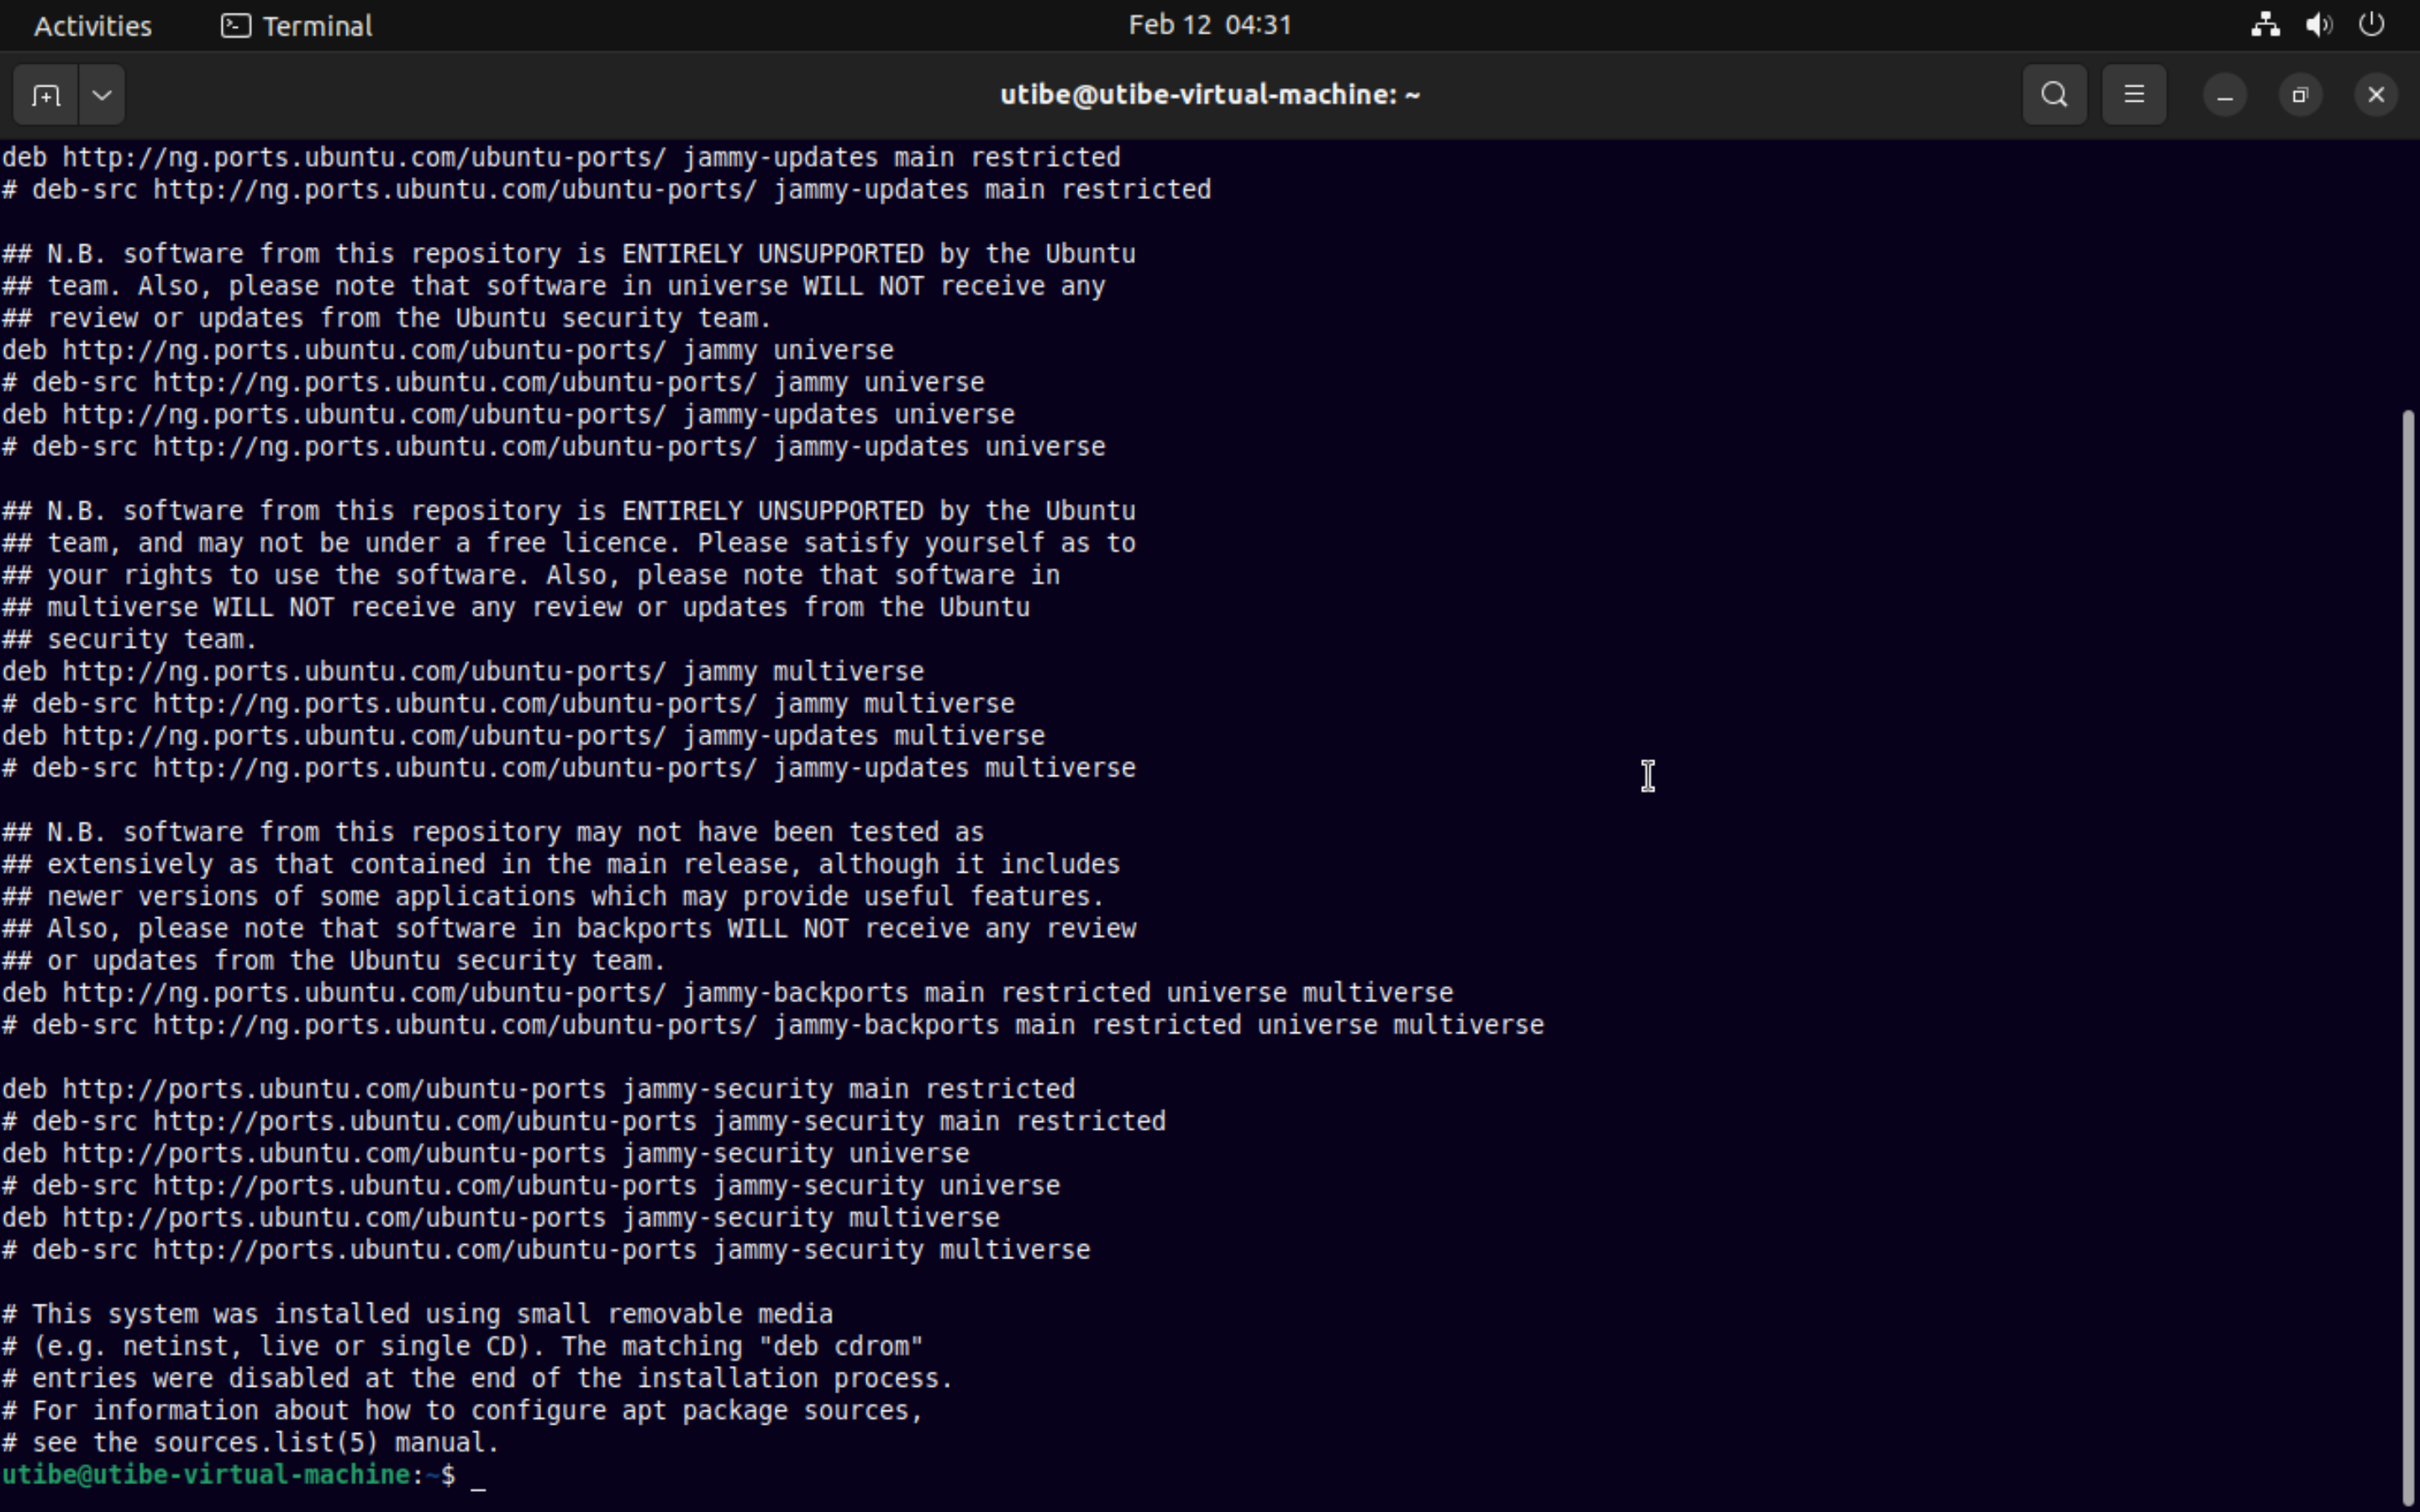 Activities
Terminal
Feb 12 04:31
utibe@utibe-virtual-machine: ~
deb http://ng.ports.ubuntu.com/ubuntu-ports/ jammy-updates main restricted
# deb-src http://ng.ports.ubuntu.com/ubuntu-ports/ jammy-updates main restricted
## N.B. software from this repository is ENTIRELY UNSUPPORTED by the Ubuntu
## team. Also, please note that software in universe WILL NOT receive any
## review or updates from the Ubuntu security team.
deb http://ng.ports.ubuntu.com/ubuntu-ports/ jammy universe
# deb-src http://ng.ports.ubuntu.com/ubuntu-ports/ jammy universe
deb http://ng.ports.ubuntu.com/ubuntu-ports/ jammy-updates universe
# deb-src http://ng.ports.ubuntu.com/ubuntu-ports/ jammy-updates universe
## N.B. software from this repository is ENTIRELY UNSUPPORTED by the Ubuntu
## team, and may not be under a free licence. Please satisfy yourself as to
## your rights to use the software. Also, please note that software in
## multiverse WILL NOT receive any review or updates from the Ubuntu
## security team.
deb http://ng.ports.ubuntu.com/ubuntu-ports/ jammy multiverse
# deb-src http://ng.ports.ubuntu.com/ubuntu-ports/ jammy multiverse
deb http://ng.ports.ubuntu.com/ubuntu-ports/ jammy-updates multiverse
# deb-src http://ng.ports.ubuntu.com/ubuntu-ports/ jammy-updates multiverse
## N.B. software from this repository may not have been tested as
## extensively as that contained in the main release, although it includes
## newer versions of some applications which may provide useful features.
## Also, please note that software in backports WILL NOT receive any review
## or updates from the Ubuntu security team.
deb http://ng.ports.ubuntu.com/ubuntu-ports/ jammy-backports main restricted universe multiverse
# deb-src http://ng.ports.ubuntu.com/ubuntu-ports/ jammy-backports main restricted universe multiverse
deb http://ports.ubuntu.com/ubuntu-ports jammy-security main restricted
# deb-src http://ports.ubuntu.com/ubuntu-ports jammy-security main restricted
deb http://ports.ubuntu.com/ubuntu-ports jammy-security universe
# deb-src http://ports.ubuntu.com/ubuntu-ports jammy-security universe
deb http://ports.ubuntu.com/ubuntu-ports jammy-security multiverse
# deb-src http://ports.ubuntu.com/ubuntu-ports jammy-security multiverse
# This system was installed using small removable media
# (e.g. netinst, live or single CD). The matching "deb cdrom"
# entries were disabled at the end of the installation process.
# For information about how to configure apt package sources,
# see the sources.list(5) manual.
utibe@utibe-virtual-machine:~$ _